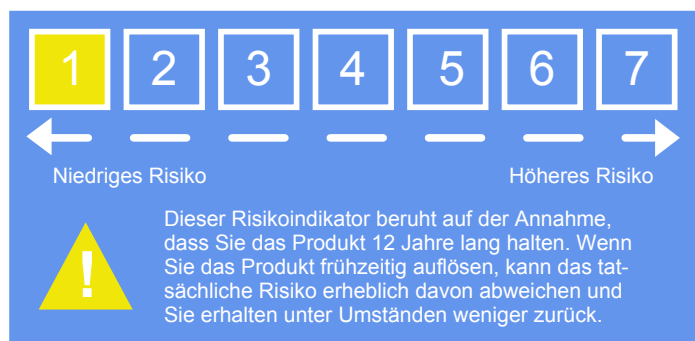 1 2 3 4 5 6 7
Niedriges Risiko Höheres Risiko
!
Dieser Risikoindikator beruht auf der Annahme,
dass Sie das Produkt 12 Jahre lang halten. Wenn
Sie das Produkt frühzeitig auflösen, kann das tat-
sächliche Risiko erheblich davon abweichen und
Sie erhalten unter Umständen weniger zurück.